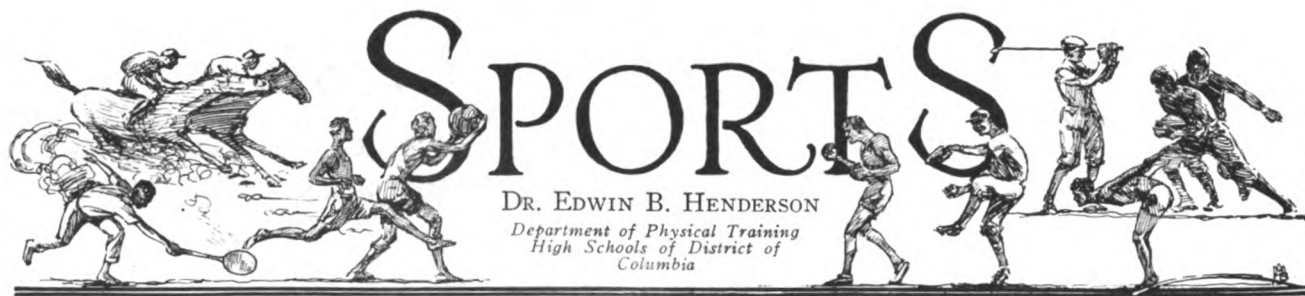 SPORTS
DR. EDWIN B. HENDERSON
Department of Physical Training
High Schools of District of
Columbia